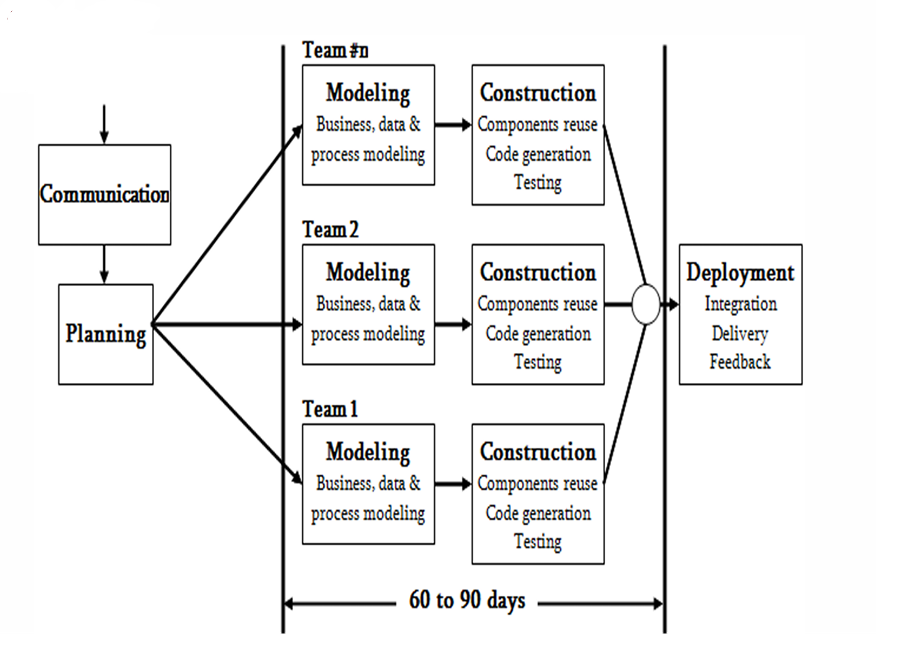 Communication
Planning
Team #n
Modeling
Business, data &
process modeling
Construction
Components reuse
Code generation
Testing
Team 2
Modeling
Business, data &
process modeling
Construction
Components reuse
Code generation
Testing
Team 1
Modeling
Business, data &
process modeling
Construction
Components reuse
Code generation
Testing
Deployment
Integration
Delivery
Feedback
60 to 90 days